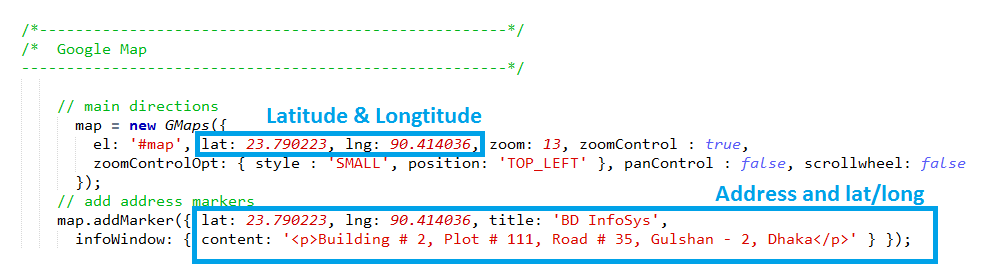 /*----------------------------------------------------*/
/*  Google Map
------------------------------------------------------*/
// main directions
Latitude & Longtitude
map = new GMaps({
el: '#map', lat: 23.790223, lng: 90.414036, zoom: 13, zoomControl : true,
zoomControlOpt: { style : 'SMALL', position: 'TOP_LEFT' }, panControl : false, scrollwheel: false
});
// add address markers
Address and lat/long
map.addMarker({ lat: 23.790223, lng: 90.414036, title: 'BD InfoSys',
infoWindow: { content: '<p>Building # 2, Plot # 111, Road # 35, Gulshan - 2, Dhaka</p>' } });